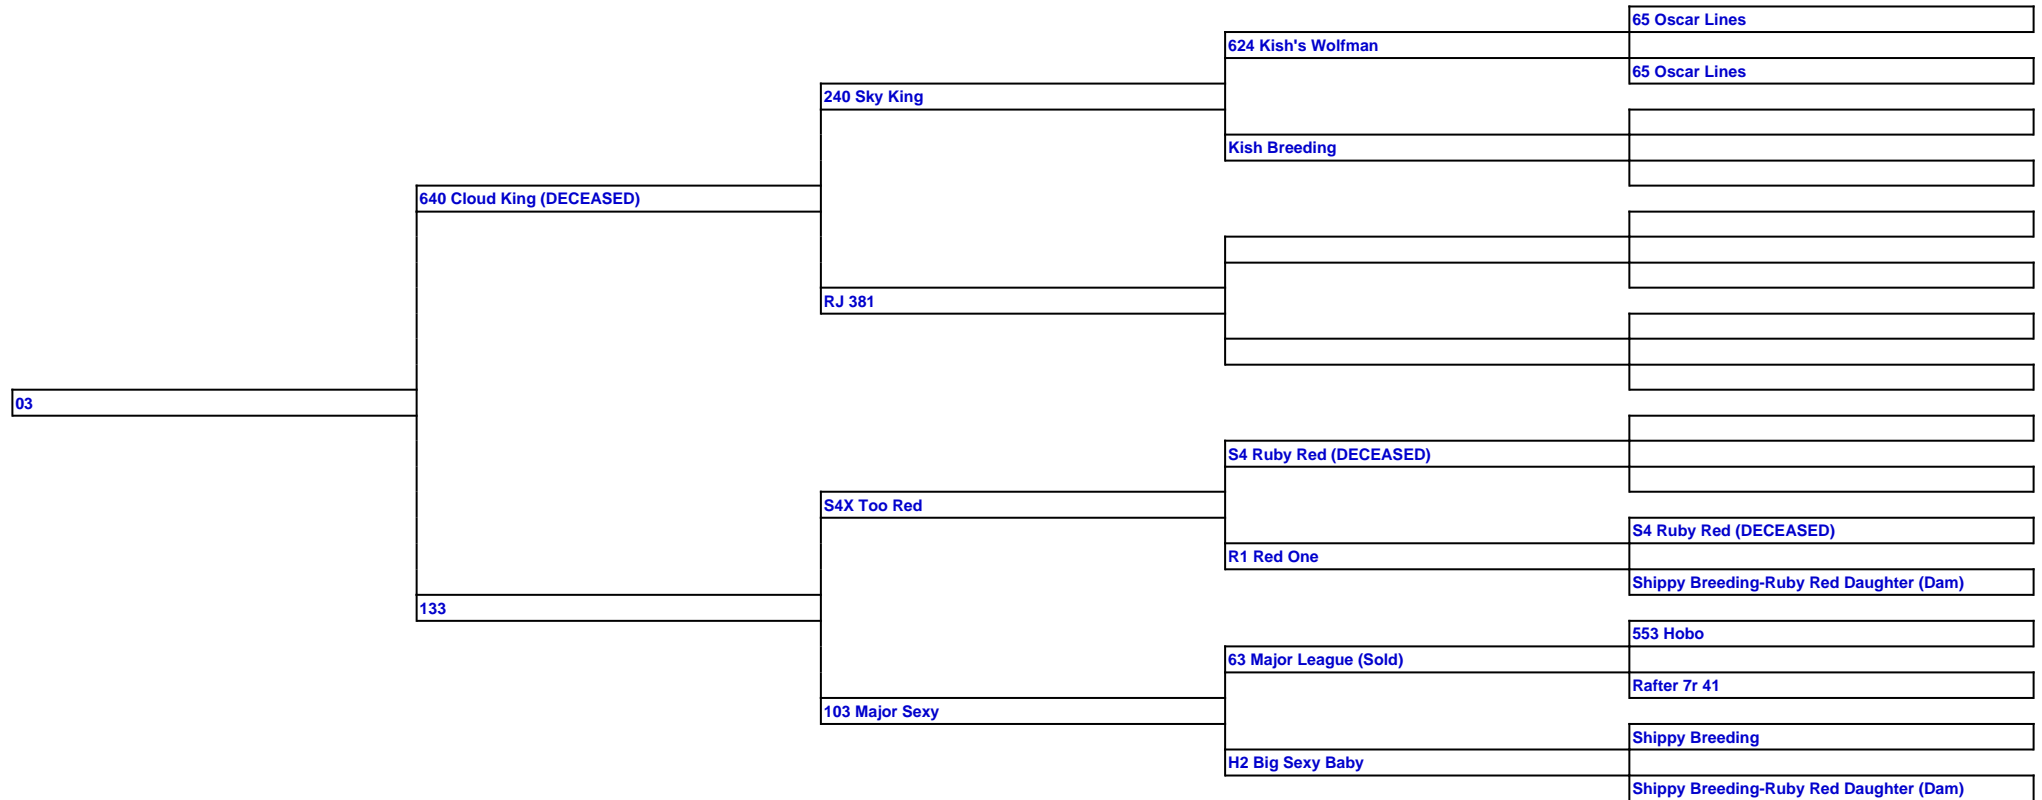 65 Oscar Lines
624 Kish's Wolfman
65 Oscar Lines
240 Sky King
Kish Breeding
640 Cloud King (DECEASED)
RJ 381
03
S4 Ruby Red (DECEASED)
S4X Too Red
S4 Ruby Red (DECEASED)
R1 Red One
Shippy Breeding-Ruby Red Daughter (Dam)
133
553 Hobo
63 Major League (Sold)
Rafter 7r 41
103 Major Sexy
Shippy Breeding
H2 Big Sexy Baby
Shippy Breeding-Ruby Red Daughter (Dam)